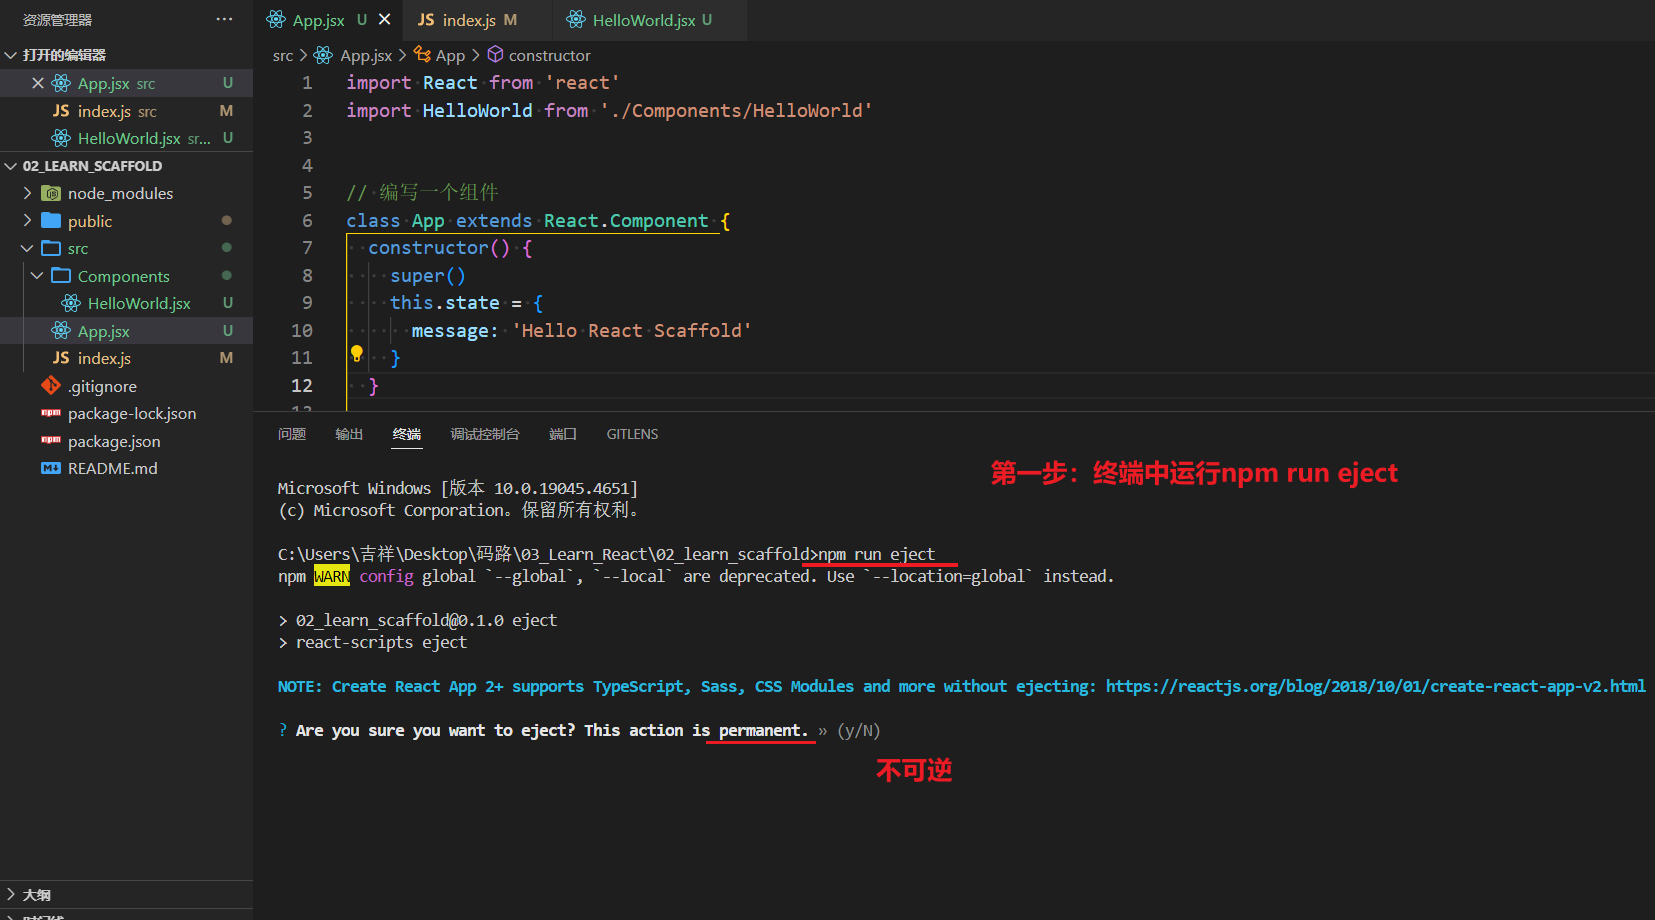 资源管理器 ···
打开的编辑器
App.jsx src U
JS index.js src M
HelloWorld.jsx sr... U
02_LEARN_SCAFFOLD
node_modules
public
src
Components
HelloWorld.jsx U
App.jsx U
JS index.js M
.gitignore
package-lock.json
package.json
README.md
大纲
App.jsx U
JS index.js M
HelloWorld.jsx U
src > App.jsx > App > constructor
1 import React from 'react'
2 import HelloWorld from './Components/HelloWorld'
3
4
5 // 编写一个组件
6 class App extends React.Component {
7 constructor() {
8 super()
9 this.state = {
10 message: 'Hello React Scaffold'
11 }
12 }
问题 输出 终端 调试控制台 端口 GITLENS
第一步：终端中运行npm run eject
Microsoft Windows [版本 10.0.19045.4651]
(c) Microsoft Corporation。保留所有权利。
C:\Users\吉祥\Desktop\码路\03_Learn_React\02_learn_scaffold>npm run eject
npm WARN config global `--global`, `--local` are deprecated. Use `--location=global` instead.
> 02_learn_scaffold@0.1.0 eject
> react-scripts eject
NOTE: Create React App 2+ supports TypeScript, Sass, CSS Modules and more without ejecting: https://reactjs.org/blog/2018/10/01/create-react-app-v2.html
? Are you sure you want to eject? This action is permanent. » (y/N)
不可逆